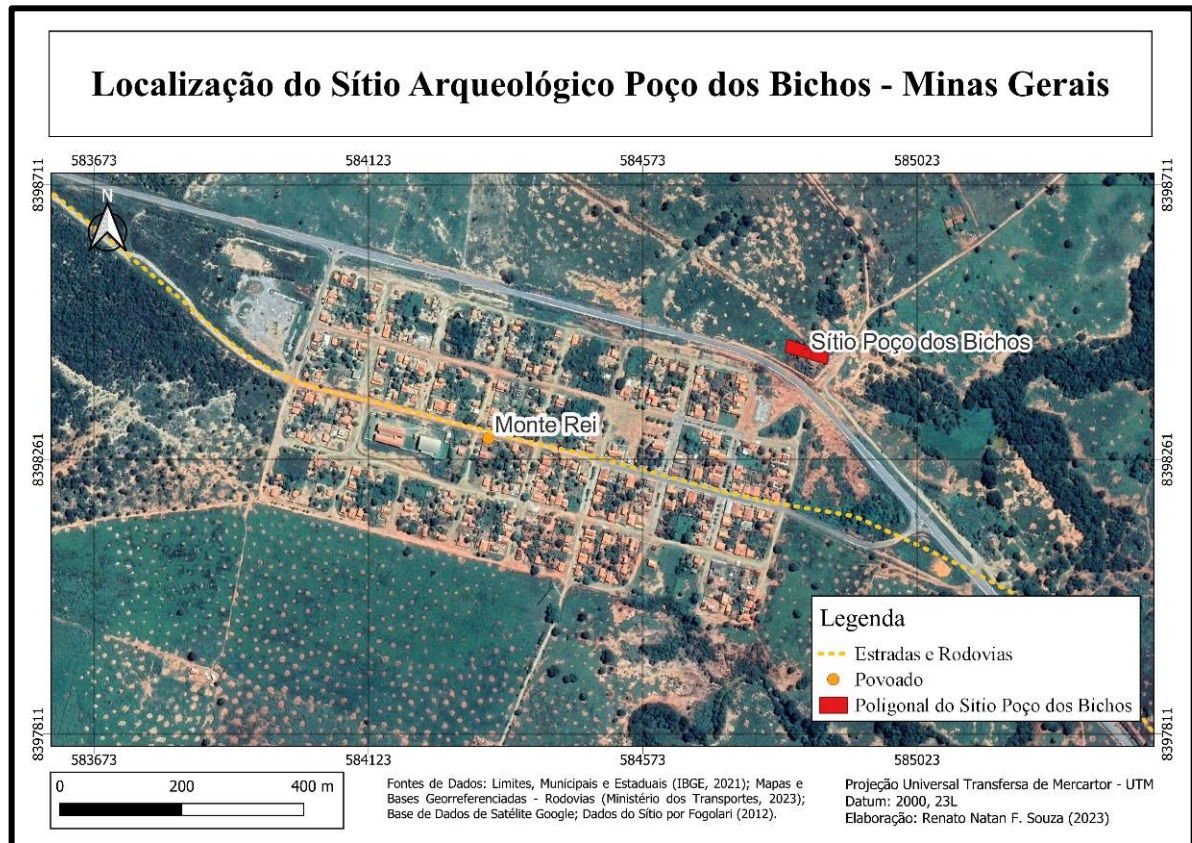 Localização do Sítio Arqueológico Poço dos Bichos - Minas Gerais
583673 584123 584573 585023
8398711 8398711
N
Sítio Poço dos Bichos
Monte Rei
8398261 8398261
Legenda
Estradas e Rodovias
Povoado
Poligonal do Sítio Poço dos Bichos
8397811 8397811
583673 584123 584573 585023
0 200 400 m
Fontes de Dados: Limites, Municipais e Estaduais (IBGE, 2021); Mapas e
Bases Georreferenciadas - Rodovias (Ministério dos Transportes, 2023);
Base de Dados de Satélite Google; Dados do Sítio por Fogolari (2012).
Projeção Universal Transfersa de Mercartor - UTM
Datum: 2000, 23L
Elaboração: Renato Natan F. Souza (2023)